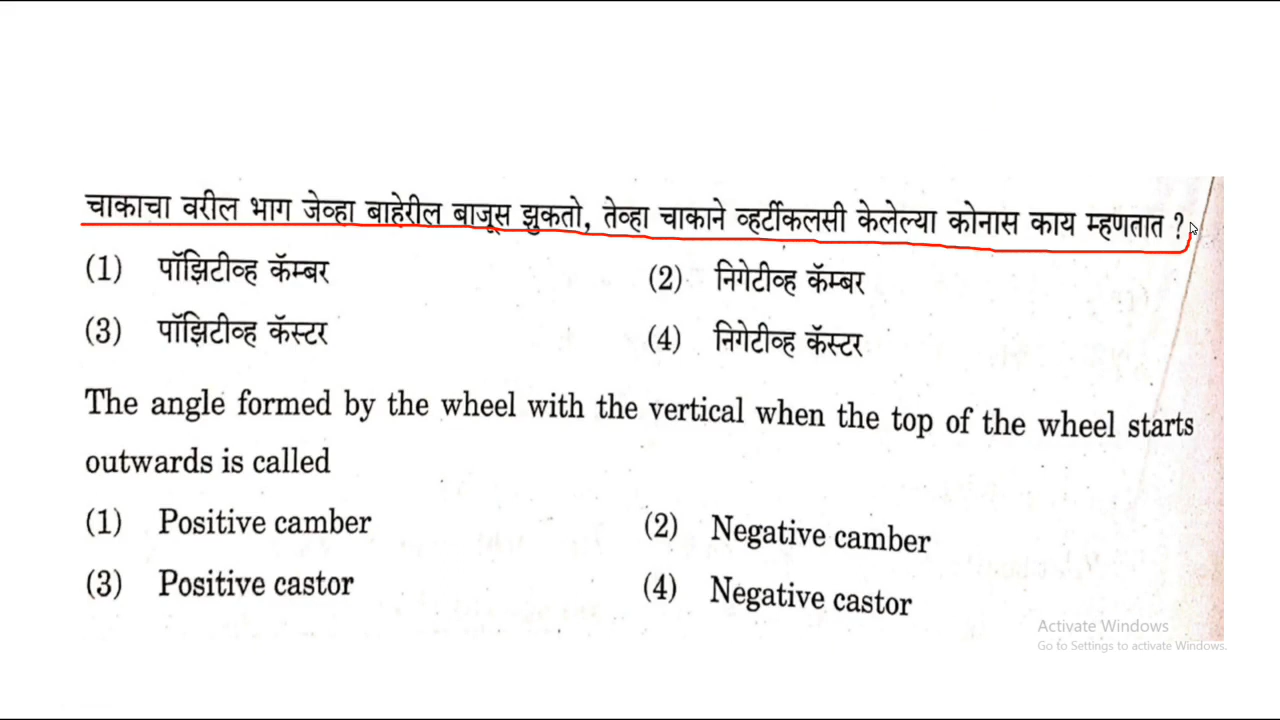 चाकाचा वरील भाग जेव्हा बाहेरील बाजूस झुकतो, तेव्हा चाकाने व्हर्टीकलसी केलेल्या कोनास काय म्हणतात ?
(1) पॉझिटीव्ह कॅम्बर (2) निगेटीव्ह कॅम्बर
(3) पॉझिटीव्ह कॅस्टर (4) निगेटीव्ह कॅस्टर
The angle formed by the wheel with the vertical when the top of the wheel starts
outwards is called
(1) Positive camber (2) Negative camber
(3) Positive castor (4) Negative castor
Activate Windows
Go to Settings to activate Windows.